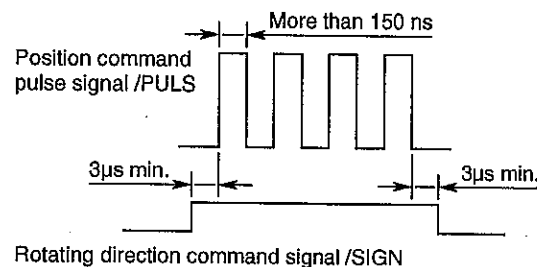 More than 150 ns
Position command
pulse signal /PULS
3µs min.
3µs min.
Rotating direction command signal /SIGN